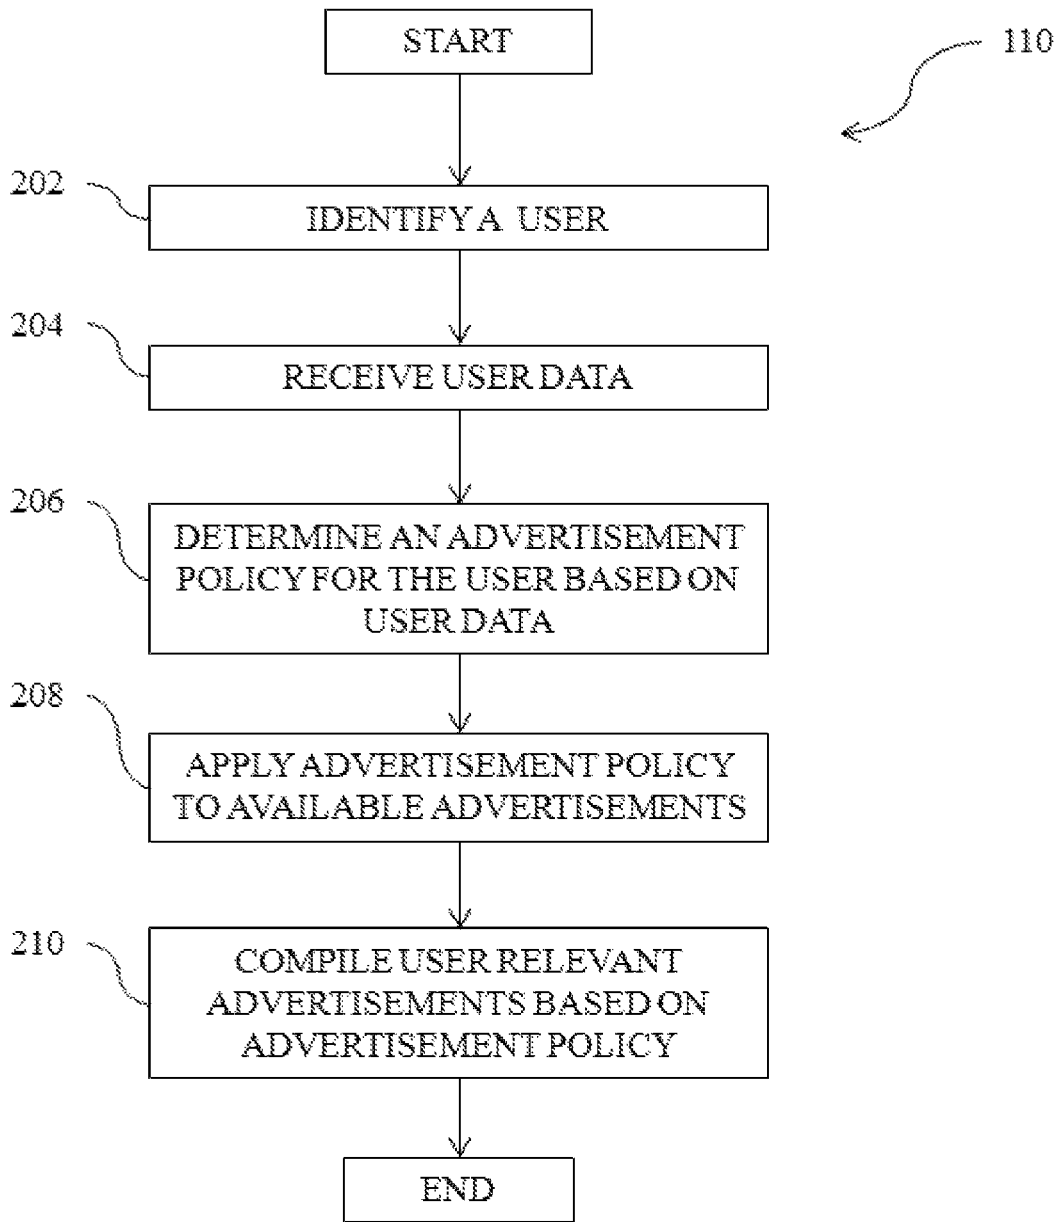 START
110
202
IDENTIFY A USER
204
RECEIVE USER DATA
206
DETERMINE AN ADVERTISEMENT
POLICY FOR THE USER BASED ON
USER DATA
208
APPLY ADVERTISEMENT POLICY
TO AVAILABLE ADVERTISEMENTS
210
COMPILE USER RELEVANT
ADVERTISEMENTS BASED ON
ADVERTISEMENT POLICY
END